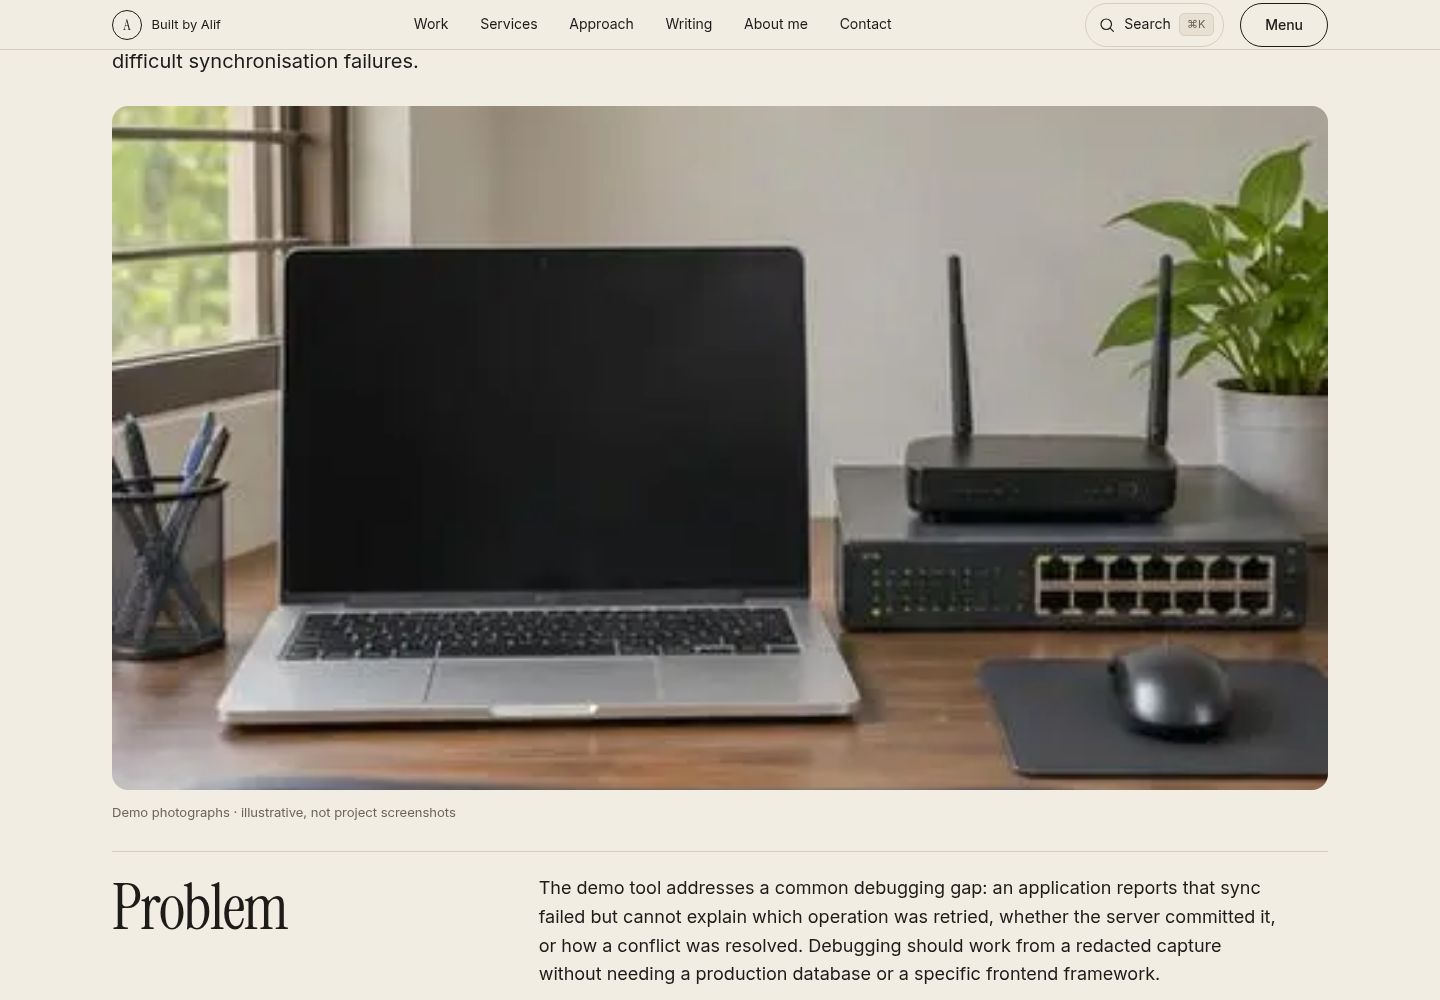 A Built by Alif Work Services Approach Writing About me Contact Search ⌘K Menu
difficult synchronisation failures.
Demo photographs · illustrative, not project screenshots
Problem
The demo tool addresses a common debugging gap: an application reports that sync
failed but cannot explain which operation was retried, whether the server committed it,
or how a conflict was resolved. Debugging should work from a redacted capture
without needing a production database or a specific frontend framework.